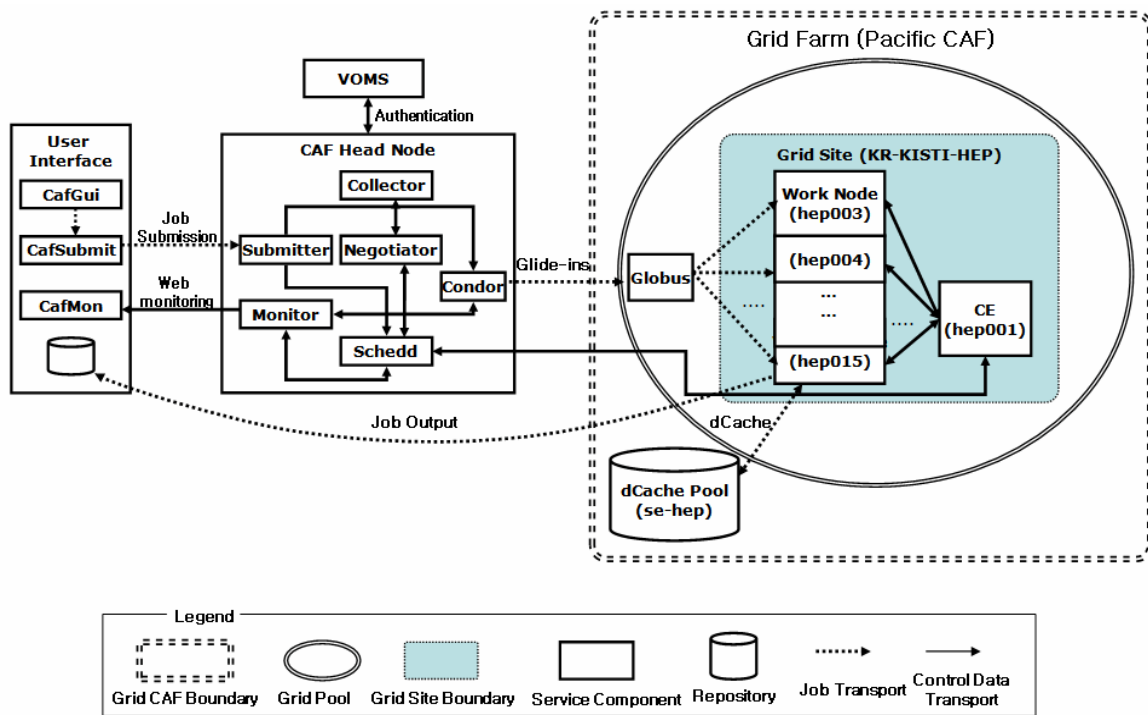 Grid Farm (Pacific CAF)
VOMS
Authentication
User
Interface
CAF Head Node
Grid Site (KR-KISTI-HEP)
Collector
Work Node
(hep003)
CafGui
Job
Submission
CafSubmit
Submitter
Negotiator
(hep004)
Glide-ins
Globus
Condor
Web
monitoring
CafMon
Monitor
....
...
...
....
CE
(hep001)
Schedd
(hep015)
Job Output
dCache
dCache Pool
(se-hep)
Legend
Grid CAF Boundary
Grid Pool
Grid Site Boundary
Service Component
Repository
Job Transport
Control Data
Transport